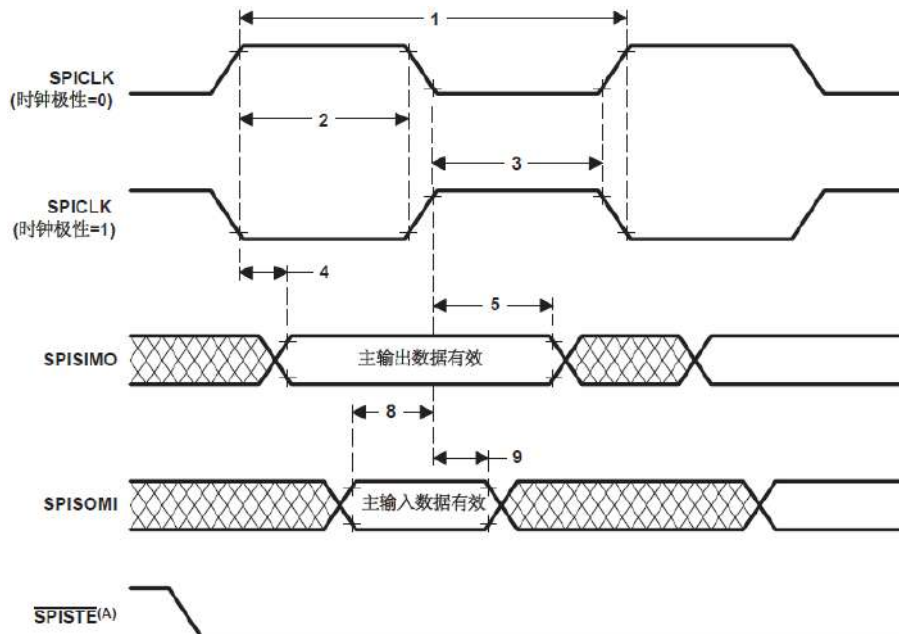 1
SPICLK
(时钟极性=0)
2
3
SPICLK
(时钟极性=1)
4
5
SPISIMO
主输出数据有效
8
9
SPISOMI
主输入数据有效
SPISTE(A)